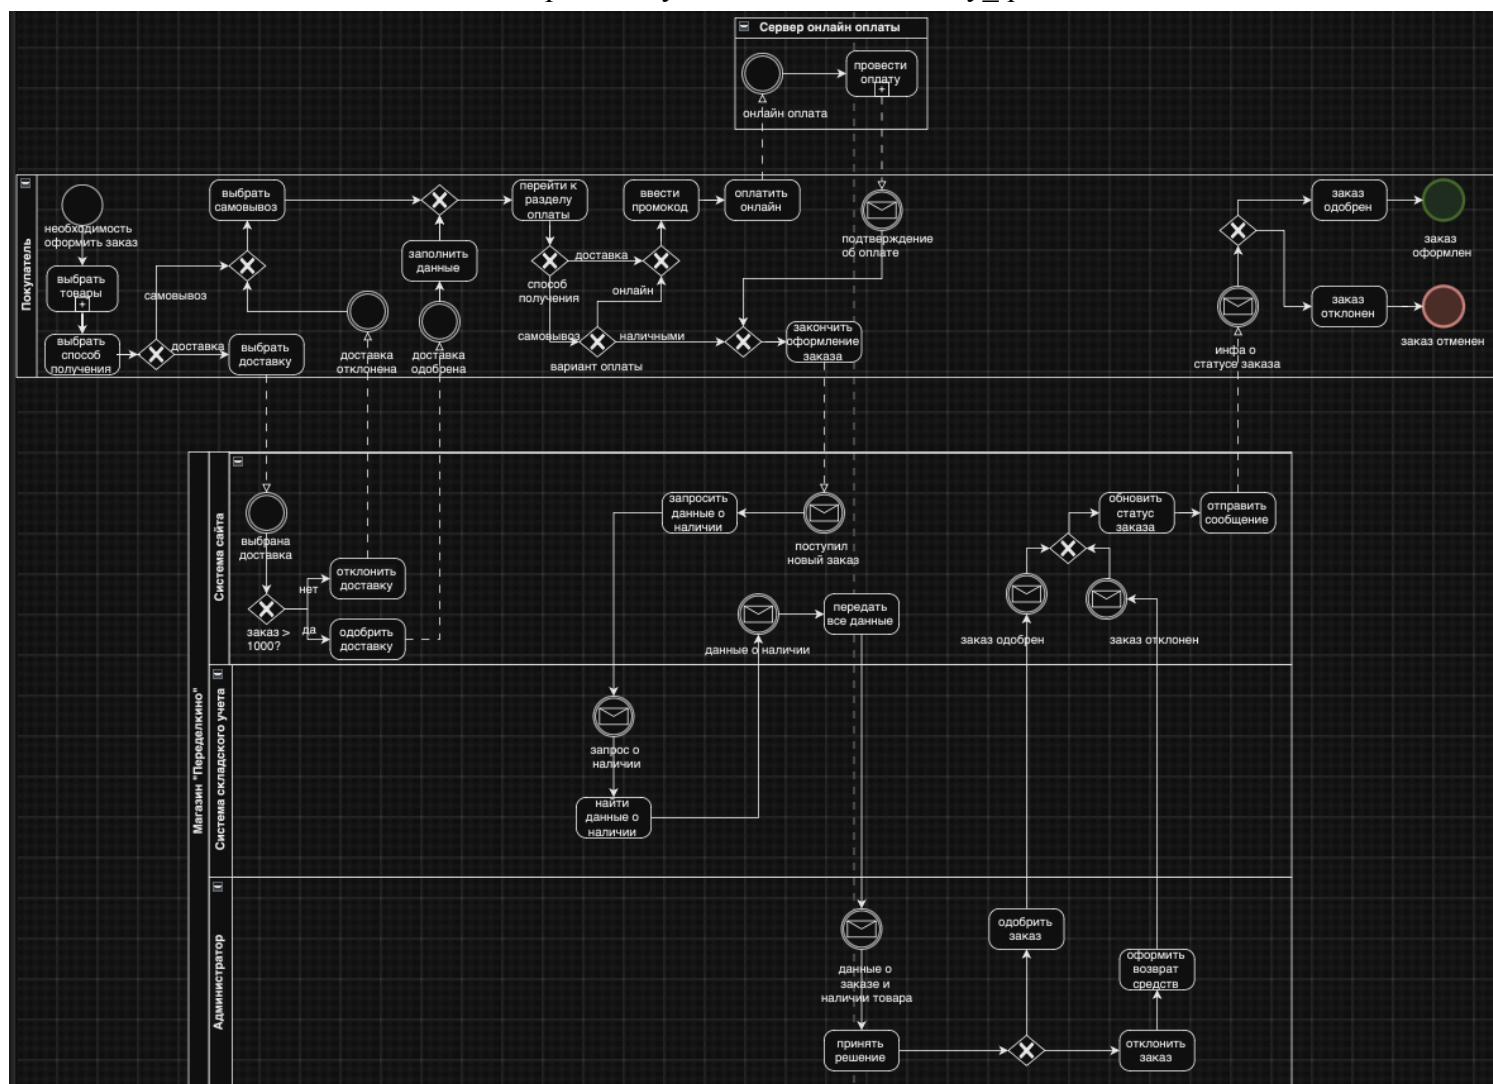 Сервер онлайн оплаты
провести
оплату
онлайн оплата
Покупатель
необходимость
оформить заказ
выбрать
товары
выбрать
способ
получения
самовывоз
доставка
выбрать
самовывоз
выбрать
доставку
доставка
отклонена
заполнить
данные
доставка
одобрена
перейти к
разделу
оплаты
способ
получения
доставка
самовывоз
вариант оплаты
онлайн
наличными
ввести
промокод
оплатить
онлайн
подтверждение
об оплате
закончить
оформление
заказа
инфа о
статусе заказа
заказ
одобрен
заказ
оформлен
заказ
отклонен
заказ отменен
Магазин "Переделкино"
Система сайта
выбрана
доставка
заказ >
1000?
нет
да
отклонить
доставку
одобрить
доставку
запросить
данные о
наличии
поступил
новый заказ
данные о наличии
передать
все данные
заказ одобрен
заказ отклонен
обновить
статус
заказа
отправить
сообщение
Система складского учета
запрос о
наличии
найти
данные о
наличии
Администратор
данные о
заказе и
наличии товара
принять
решение
одобрить
заказ
оформить
возврат
средств
отклонить
заказ